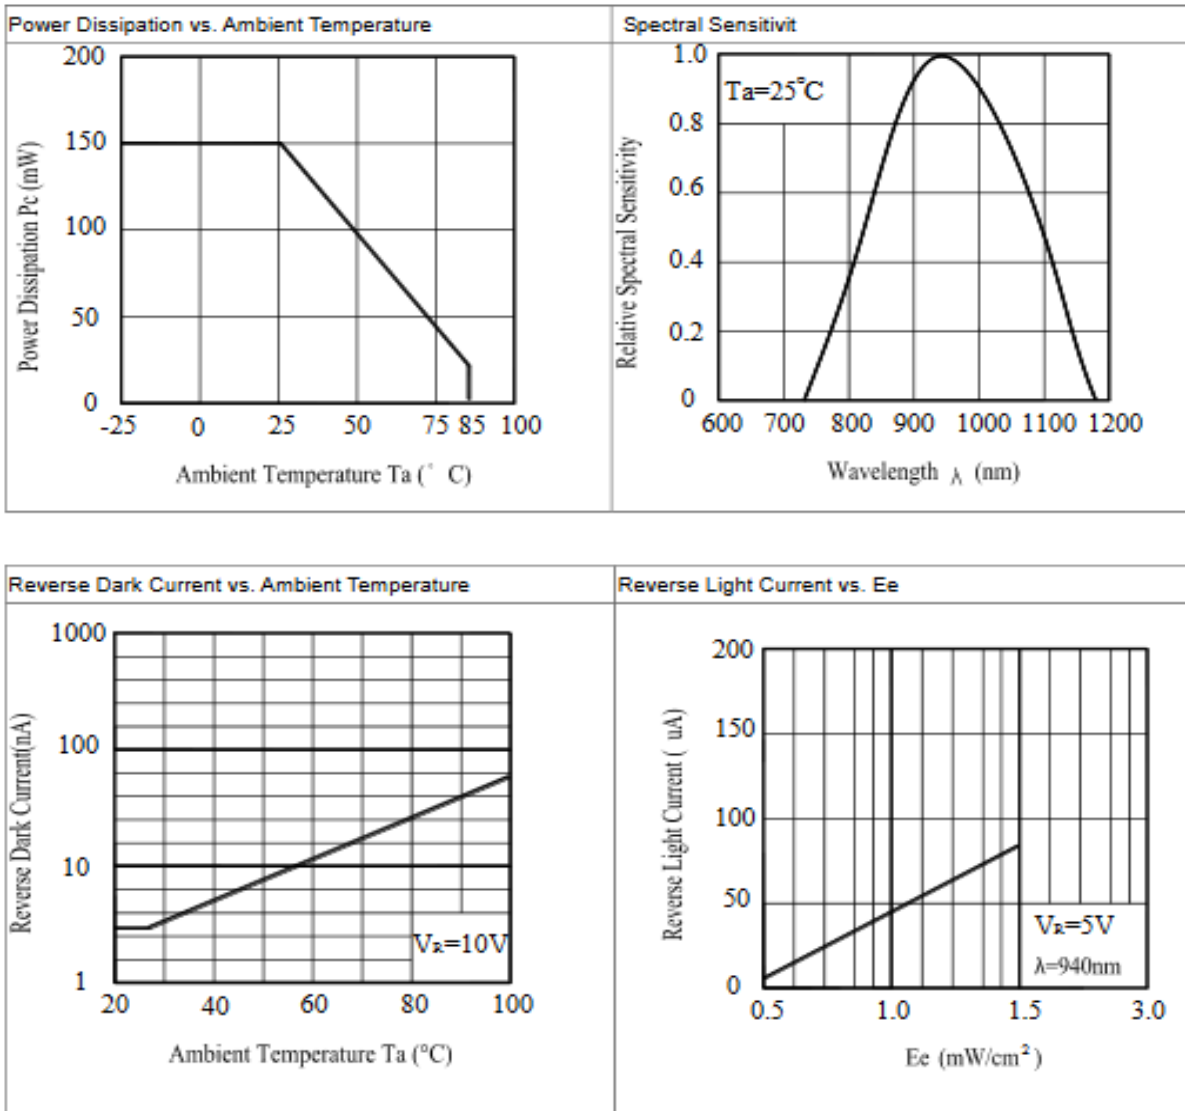 Power Dissipation vs. Ambient Temperature
200
150
100
50
0
-25 0 25 50 75 85 100
Power Dissipation Pc (mW)
Ambient Temperature Ta (° C)
Spectral Sensitivit
Ta=25°C
1.0
0.8
0.6
0.4
0.2
0
600 700 800 900 1000 1100 1200
Relative Spectral Sensitivity
Wavelength λ (nm)
Reverse Dark Current vs. Ambient Temperature
1000
100
10
1
20 40 60 80 100
VR=10V
Reverse Dark Current(nA)
Ambient Temperature Ta (°C)
Reverse Light Current vs. Ee
200
150
100
50
0
0.5 1.0 1.5 3.0
VR=5V
λ=940nm
Reverse Light Current ( uA)
Ee (mW/cm²)